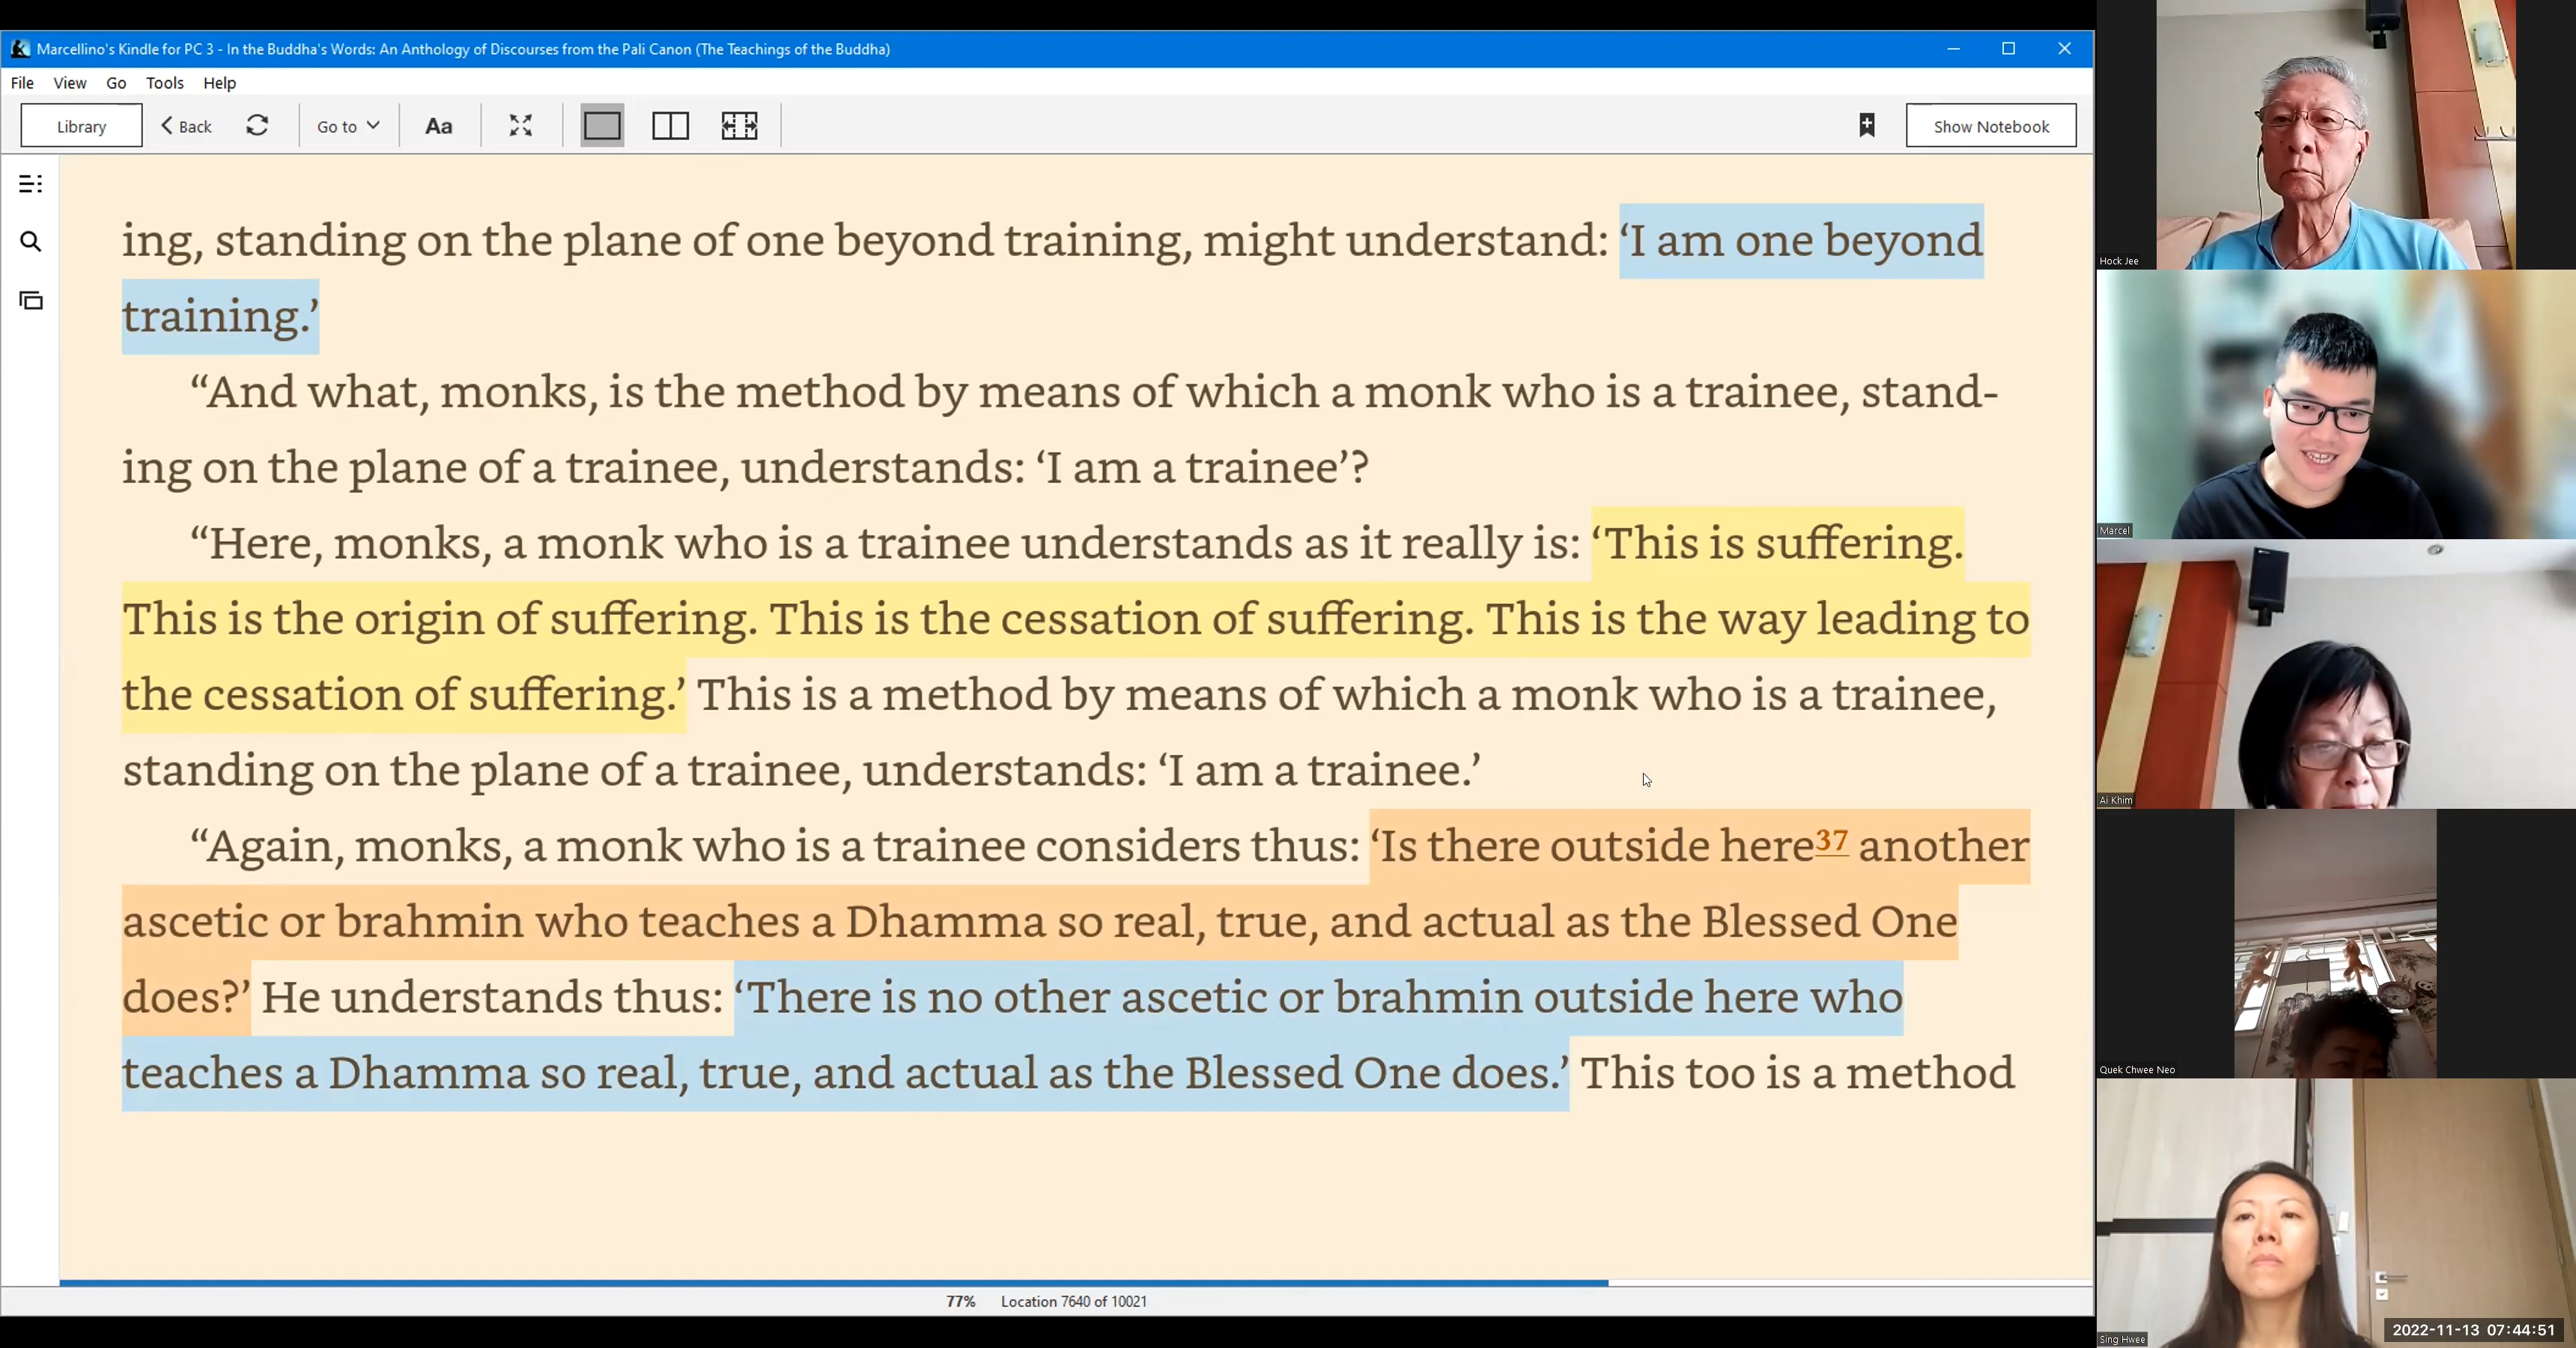 Marcellino's Kindle for PC 3 - In the Buddha's Words: An Anthology of Discourses from the Pali Canon (The Teachings of the Buddha)
File View Go Tools Help
Library Back Go to Aa Show Notebook
ing, standing on the plane of one beyond training, might understand: ‘I am one beyond
training.’
“And what, monks, is the method by means of which a monk who is a trainee, stand-
ing on the plane of a trainee, understands: ‘I am a trainee’?
“Here, monks, a monk who is a trainee understands as it really is: ‘This is suffering.
This is the origin of suffering. This is the cessation of suffering. This is the way leading to
the cessation of suffering.’ This is a method by means of which a monk who is a trainee,
standing on the plane of a trainee, understands: ‘I am a trainee.’
“Again, monks, a monk who is a trainee considers thus: ‘Is there outside here37 another
ascetic or brahmin who teaches a Dhamma so real, true, and actual as the Blessed One
does?’ He understands thus: ‘There is no other ascetic or brahmin outside here who
teaches a Dhamma so real, true, and actual as the Blessed One does.’ This too is a method
77% Location 7640 of 10021
Hock Jee
Marcel
Ai Khim
Quek Chwee Neo
Sing Hwee
2022-11-13 07:44:51